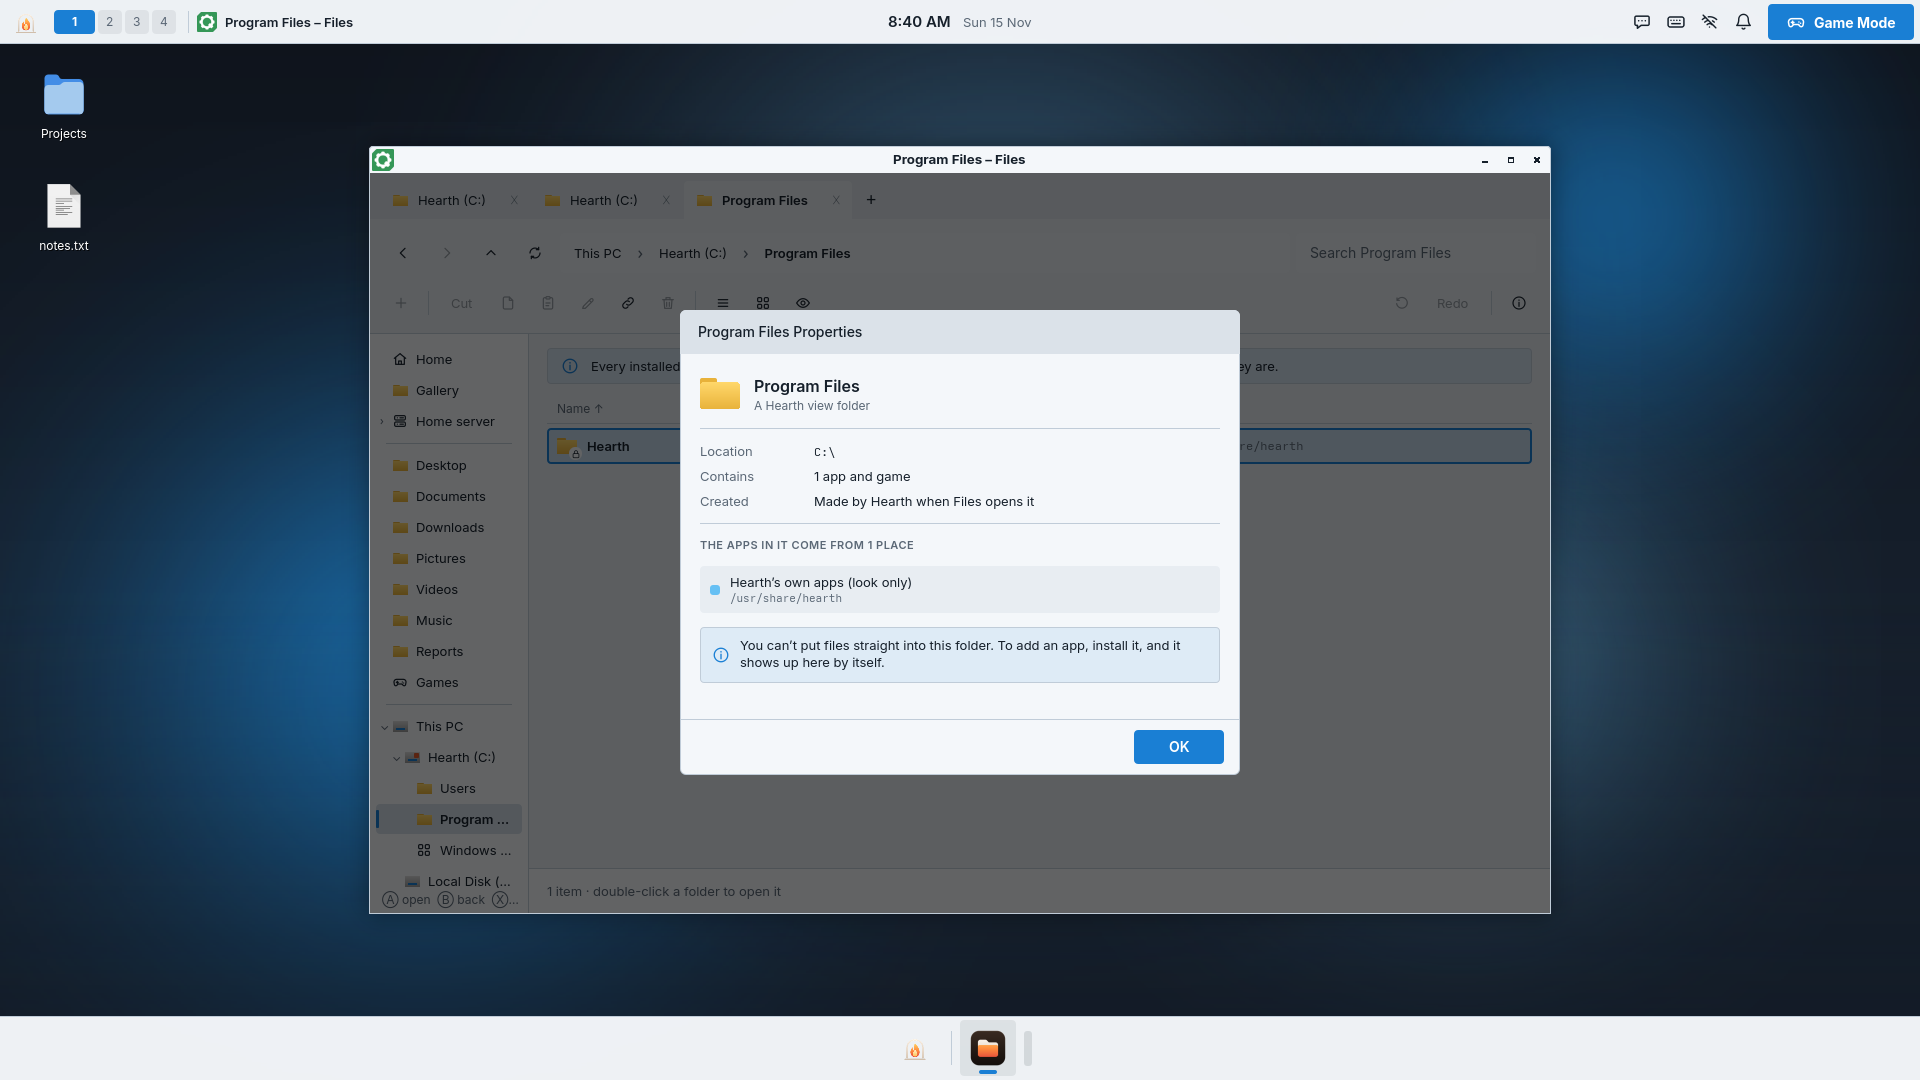 1 2 3 4 Program Files – Files 8:40 AM Sun 15 Nov Game Mode
Projects
notes.txt
Program Files – Files
Hearth (C:) X Hearth (C:) X Program Files X +
This PC › Hearth (C:) › Program Files Search Program Files
Cut Redo
Home
Gallery
Home server
Desktop
Documents
Downloads
Pictures
Videos
Music
Reports
Games
This PC
Hearth (C:)
Users
Program ...
Windows ...
Local Disk (...
A open B back X...
Every installed
ey are.
Name ↑
Hearth
re/hearth
Program Files Properties
Program Files
A Hearth view folder
Location C:\
Contains 1 app and game
Created Made by Hearth when Files opens it
THE APPS IN IT COME FROM 1 PLACE
Hearth’s own apps (look only)
/usr/share/hearth
You can’t put files straight into this folder. To add an app, install it, and it
shows up here by itself.
OK
1 item · double-click a folder to open it